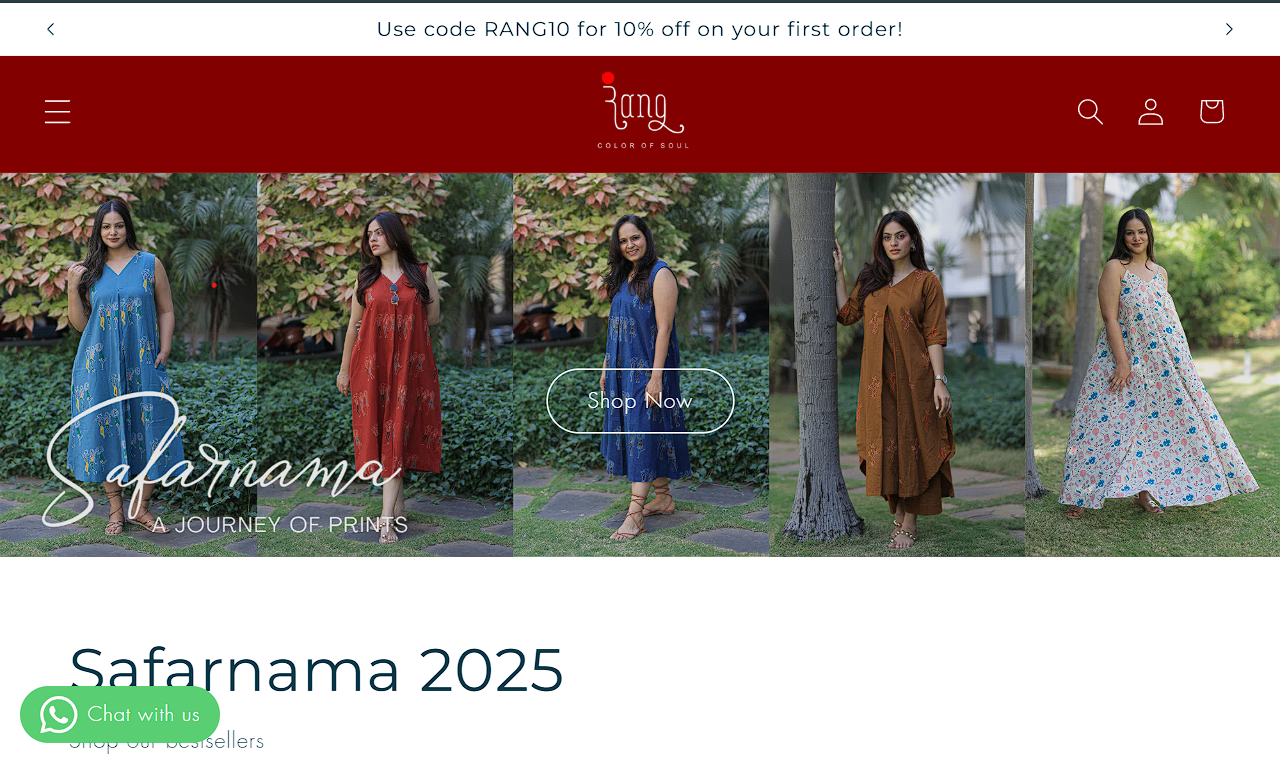 Use code RANG10 for 10% off on your first order!
Rang
COLOR OF SOUL
Shop Now
Safarnama
A JOURNEY OF PRINTS
Safarnama 2025
Chat with us
Shop our bestsellers